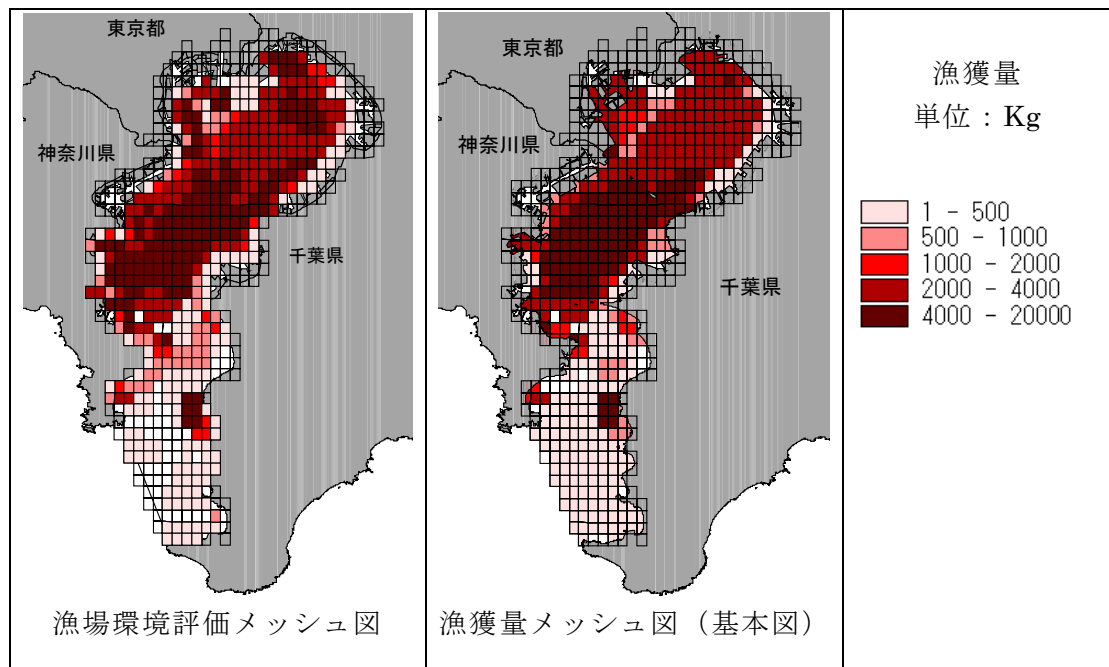 東京都
神奈川県
千葉県
漁場環境評価メッシュ図
東京都
神奈川県
千葉県
漁獲量メッシュ図（基本図）
漁獲量
単位：Kg
1 - 500
500 - 1000
1000 - 2000
2000 - 4000
4000 - 20000